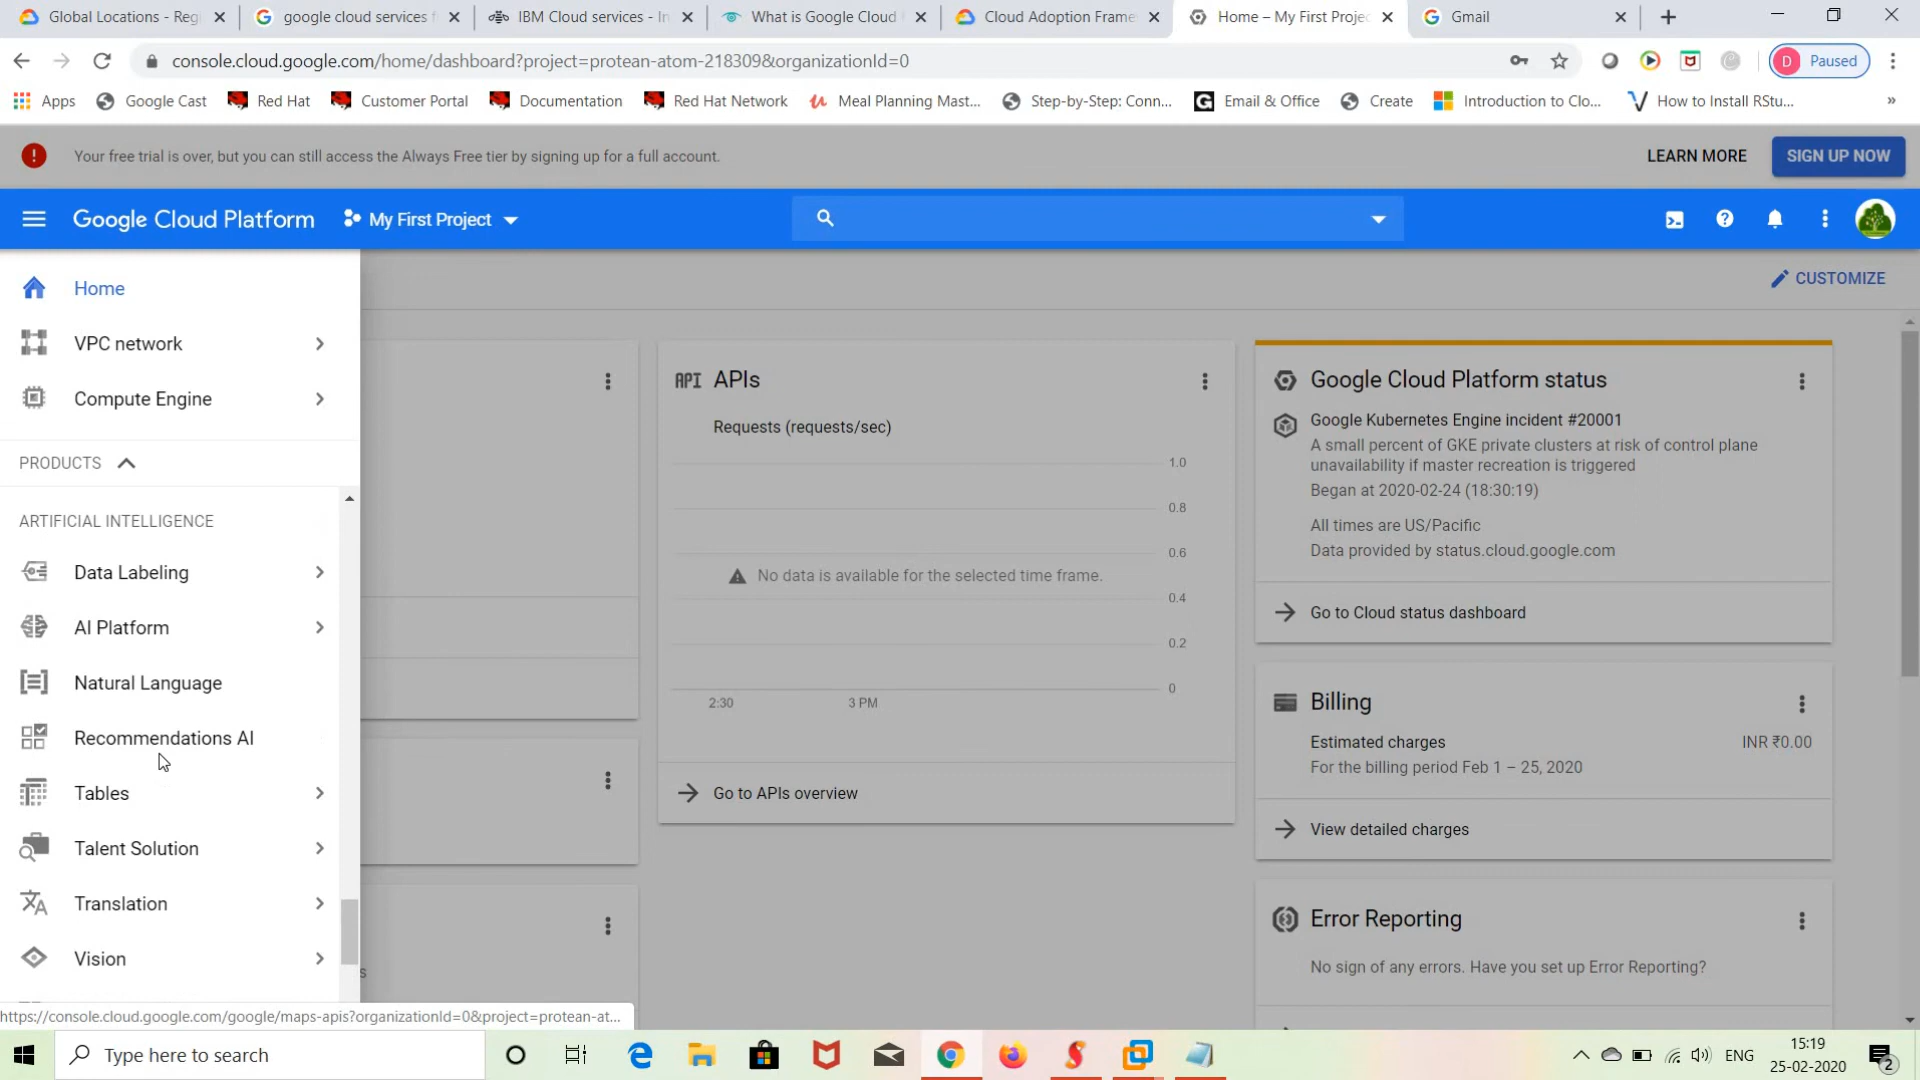 Global Locations - Reg
google cloud services f
IBM Cloud services - In
What is Google Cloud
Cloud Adoption Frame
Home – My First Projec
Gmail
console.cloud.google.com/home/dashboard?project=protean-atom-218309&organizationId=0
D Paused
Apps
Google Cast
Red Hat
Customer Portal
Documentation
Red Hat Network
Meal Planning Mast...
Step-by-Step: Conn...
Email & Office
Create
Introduction to Clo...
How to Install RStu...
»
Your free trial is over, but you can still access the Always Free tier by signing up for a full account.
LEARN MORE
SIGN UP NOW
Google Cloud Platform
My First Project
Home
VPC network
Compute Engine
PRODUCTS
ARTIFICIAL INTELLIGENCE
Data Labeling
AI Platform
Natural Language
Recommendations AI
Tables
Talent Solution
Translation
Vision
CUSTOMIZE
API APIs
Requests (requests/sec)
1.0
0.8
0.6
No data is available for the selected time frame.
0.4
0.2
0
2:30
3 PM
Go to APIs overview
Google Cloud Platform status
Google Kubernetes Engine incident #20001
A small percent of GKE private clusters at risk of control plane
unavailability if master recreation is triggered
Began at 2020-02-24 (18:30:19)
All times are US/Pacific
Data provided by status.cloud.google.com
Go to Cloud status dashboard
Billing
Estimated charges
INR ₹0.00
For the billing period Feb 1 – 25, 2020
View detailed charges
Error Reporting
No sign of any errors. Have you set up Error Reporting?
s
https://console.cloud.google.com/google/maps-apis?organizationId=0&project=protean-at...
Type here to search
ENG
15:19
25-02-2020
2